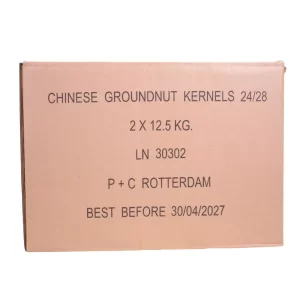 CHINESE GROUNDNUT KERNELS 24/28
2 X 12.5 KG.
LN 30302
P + C ROTTERDAM
BEST BEFORE 30/04/2027